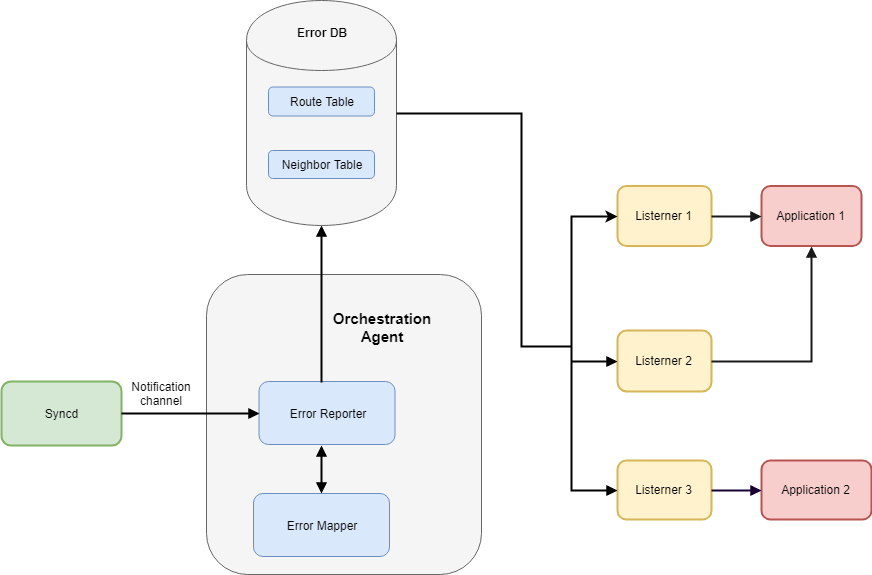 Error DB
Route Table
Neighbor Table
Orchestration
Agent
Notification
channel
Syncd
Error Reporter
Error Mapper
Listerner 1
Application 1
Listerner 2
Listerner 3
Application 2